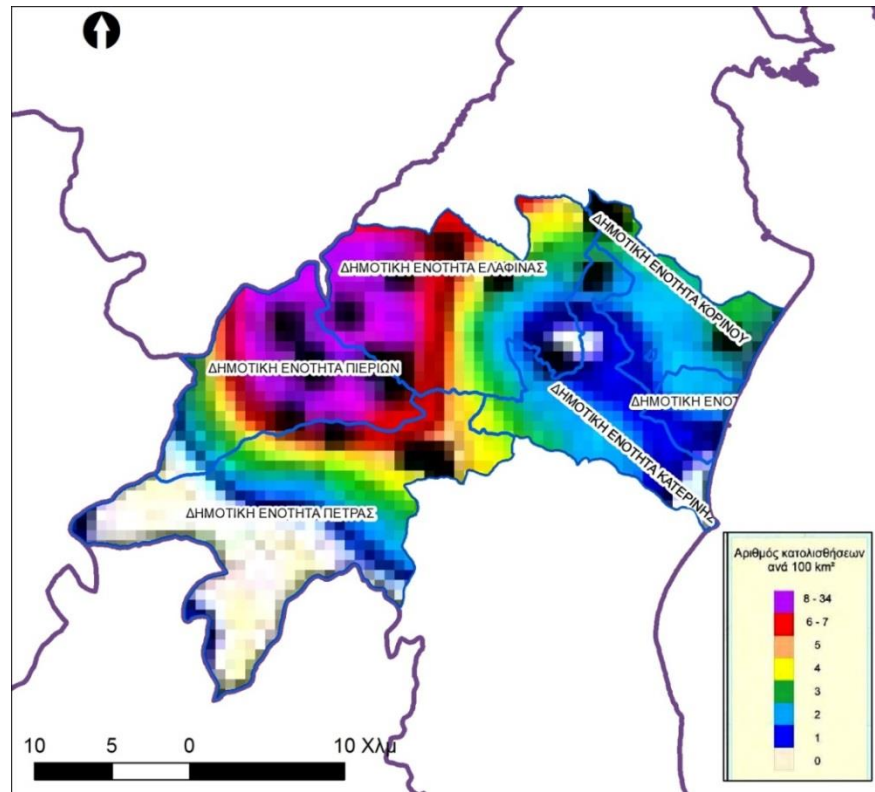 ΔΗΜΟΤΙΚΗ ΕΝΟΤΗΤΑ ΚΟΡΙΝΟΥ
ΔΗΜΟΤΙΚΗ ΕΝΟΤΗΤΑ ΕΛΑΦΙΝΑΣ
ΔΗΜΟΤΙΚΗ ΕΝΟΤΗΤΑ ΠΙΕΡΙΩΝ
ΔΗΜΟΤΙΚΗ ΕΝΟΤ
ΔΗΜΟΤΙΚΗ ΕΝΟΤΗΤΑ ΚΑΤΕΡΙΝΗΣ
ΔΗΜΟΤΙΚΗ ΕΝΟΤΗΤΑ ΠΕΤΡΑΣ
Αριθμός κατολισθήσεων
ανά 100 km²
8 - 34
6 - 7
5
4
3
2
1
0
10 5 0 10 Χλμ